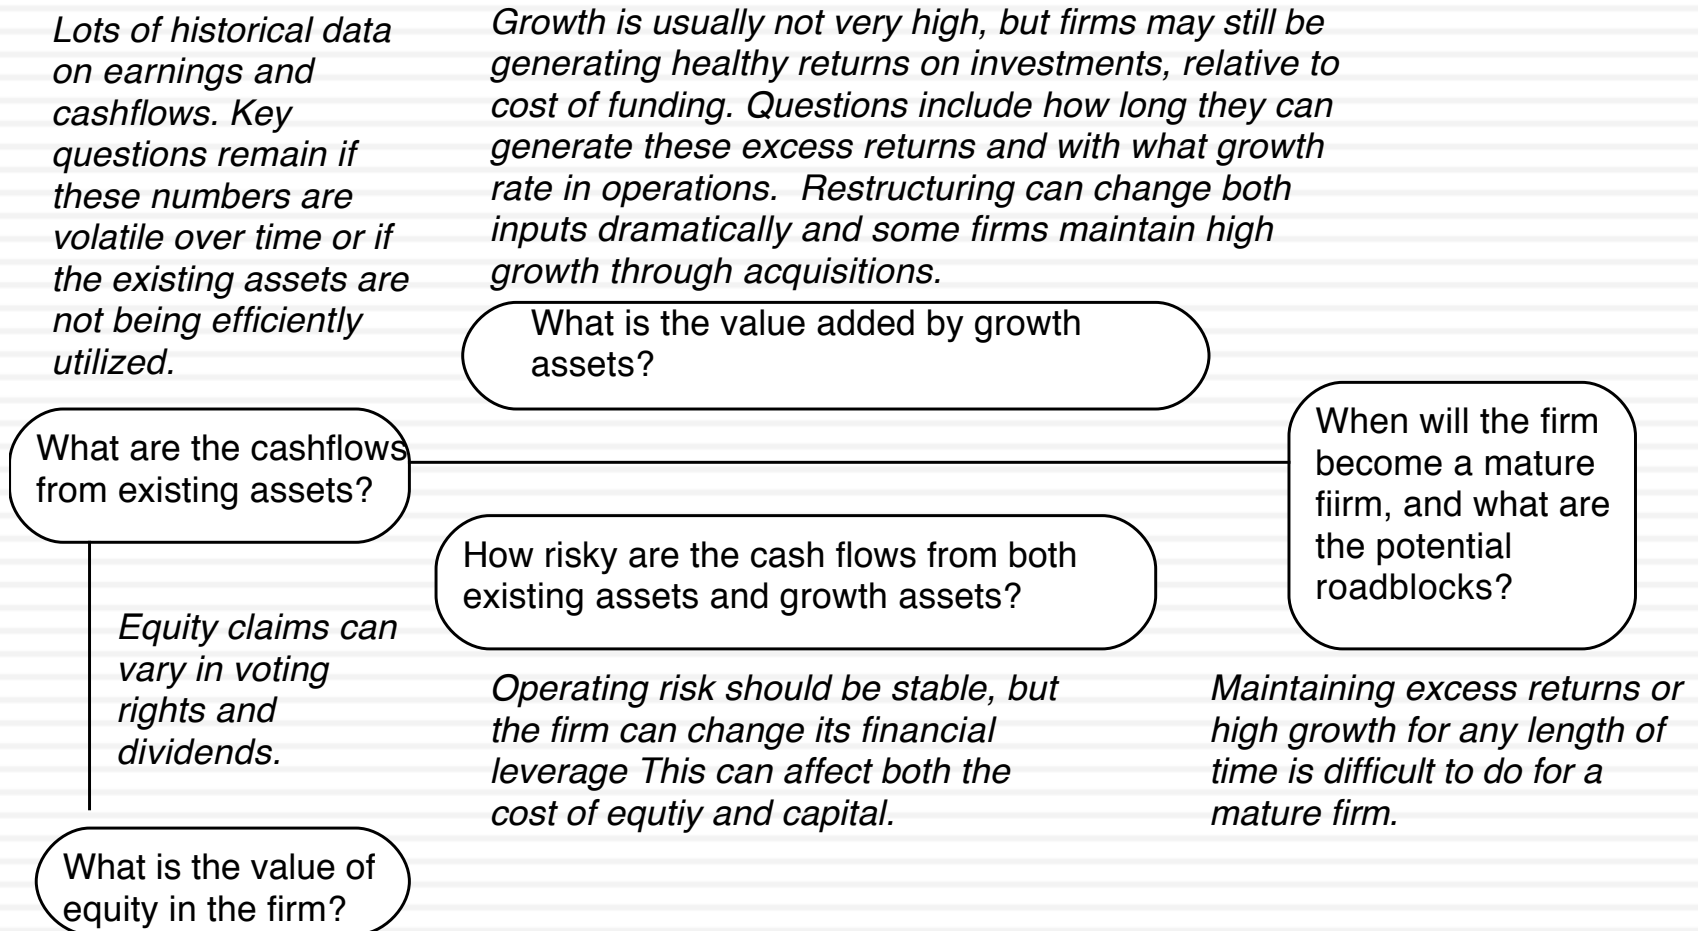 Lots of historical data
on earnings and
cashflows. Key
questions remain if
these numbers are
volatile over time or if
the existing assets are
not being efficiently
utilized.
Growth is usually not very high, but firms may still be
generating healthy returns on investments, relative to
cost of funding. Questions include how long they can
generate these excess returns and with what growth
rate in operations.  Restructuring can change both
inputs dramatically and some firms maintain high
growth through acquisitions.
What is the value added by growth
assets?
What are the cashflows
from existing assets?
When will the firm
become a mature
fiirm, and what are
the potential
roadblocks?
How risky are the cash flows from both
existing assets and growth assets?
Equity claims can
vary in voting
rights and
dividends.
Operating risk should be stable, but
the firm can change its financial
leverage This can affect both the
cost of equtiy and capital.
Maintaining excess returns or
high growth for any length of
time is difficult to do for a
mature firm.
What is the value of
equity in the firm?